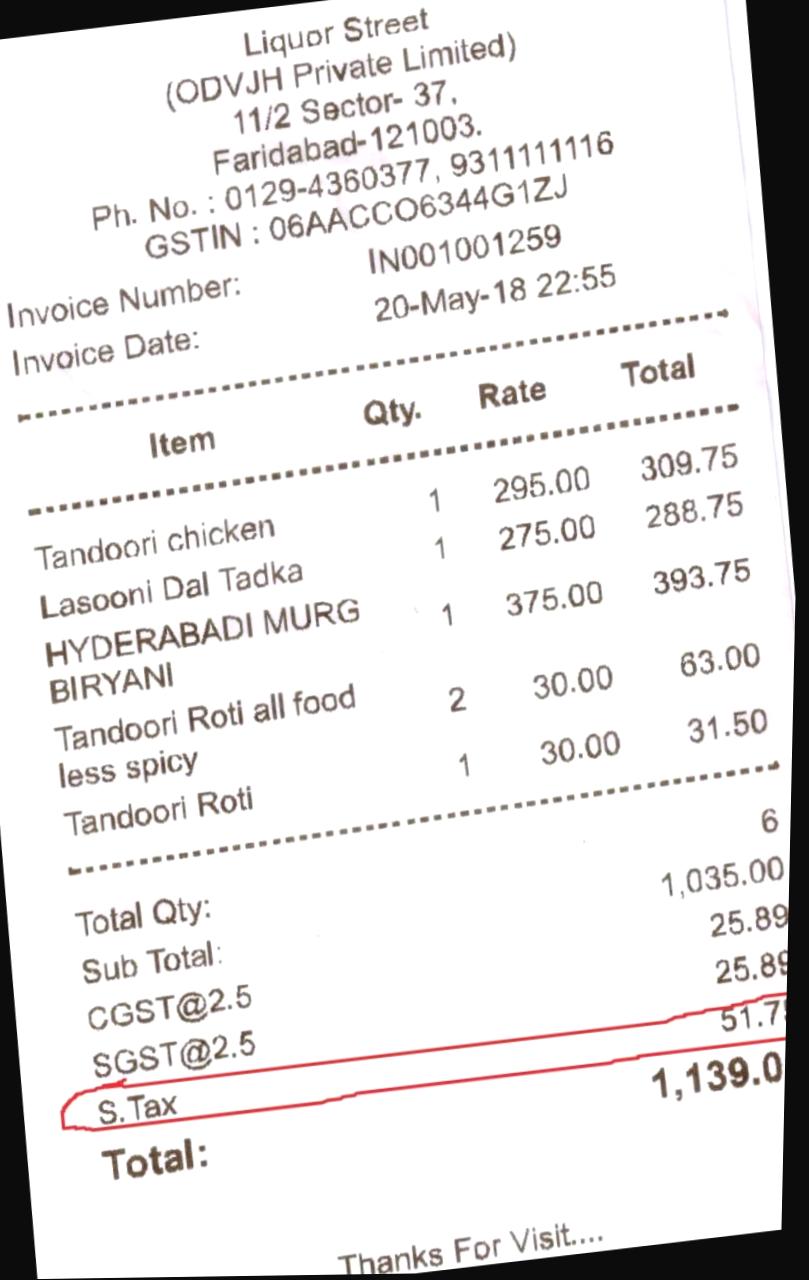 Liquor Street
(ODVJH Private Limited)
11/2 Sector- 37,
Faridabad-121003.
Ph. No. : 0129-4360377, 9311111116
GSTIN : 06AACCO6344G1ZJ
Invoice Number: IN001001259
Invoice Date: 20-May-18 22:55
Item Qty. Rate Total
Tandoori chicken 1 295.00 309.75
Lasooni Dal Tadka 1 275.00 288.75
HYDERABADI MURG 1 375.00 393.75
BIRYANI
Tandoori Roti all food 2 30.00 63.00
less spicy
Tandoori Roti 1 30.00 31.50
Total Qty: 6
Sub Total: 1,035.00
CGST@2.5 25.89
SGST@2.5 25.89
S.Tax 51.7
Total: 1,139.0
Thanks For Visit....